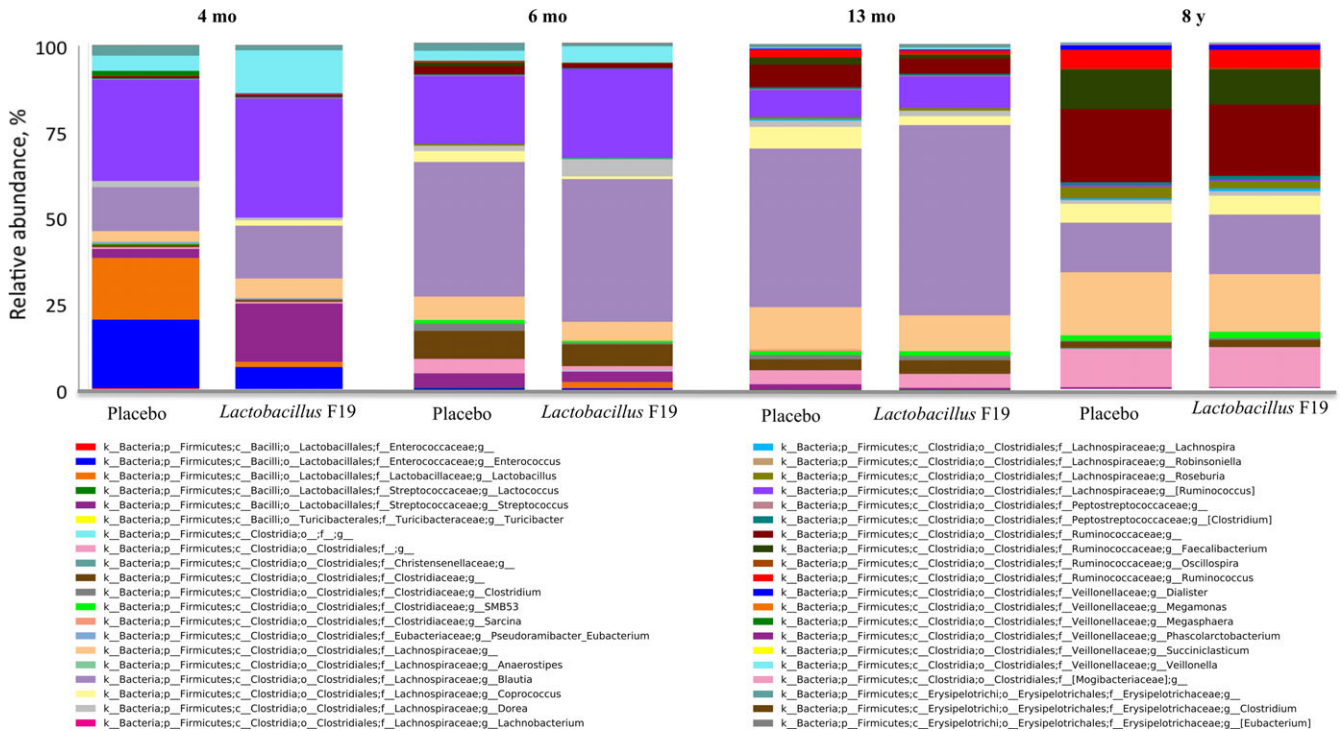 4 mo 6 mo 13 mo 8 y
Relative abundance, %
100
75
50
25
0
Placebo Lactobacillus F19 Placebo Lactobacillus F19 Placebo Lactobacillus F19 Placebo Lactobacillus F19
k__Bacteria;p__Firmicutes;c__Bacilli;o__Lactobacillales;f__Enterococcaceae;g__
k__Bacteria;p__Firmicutes;c__Bacilli;o__Lactobacillales;f__Enterococcaceae;g__Enterococcus
k__Bacteria;p__Firmicutes;c__Bacilli;o__Lactobacillales;f__Lactobacillaceae;g__Lactobacillus
k__Bacteria;p__Firmicutes;c__Bacilli;o__Lactobacillales;f__Streptococcaceae;g__Lactococcus
k__Bacteria;p__Firmicutes;c__Bacilli;o__Lactobacillales;f__Streptococcaceae;g__Streptococcus
k__Bacteria;p__Firmicutes;c__Bacilli;o__Turicibacterales;f__Turicibacteraceae;g__Turicibacter
k__Bacteria;p__Firmicutes;c__Clostridia;o__;f__;g__
k__Bacteria;p__Firmicutes;c__Clostridia;o__Clostridiales;f__;g__
k__Bacteria;p__Firmicutes;c__Clostridia;o__Clostridiales;f__Christensenellaceae;g__
k__Bacteria;p__Firmicutes;c__Clostridia;o__Clostridiales;f__Clostridiaceae;g__
k__Bacteria;p__Firmicutes;c__Clostridia;o__Clostridiales;f__Clostridiaceae;g__Clostridium
k__Bacteria;p__Firmicutes;c__Clostridia;o__Clostridiales;f__Clostridiaceae;g__SMB53
k__Bacteria;p__Firmicutes;c__Clostridia;o__Clostridiales;f__Clostridiaceae;g__Sarcina
k__Bacteria;p__Firmicutes;c__Clostridia;o__Clostridiales;f__Eubacteriaceae;g__Pseudoramibacter_Eubacterium
k__Bacteria;p__Firmicutes;c__Clostridia;o__Clostridiales;f__Lachnospiraceae;g__
k__Bacteria;p__Firmicutes;c__Clostridia;o__Clostridiales;f__Lachnospiraceae;g__Anaerostipes
k__Bacteria;p__Firmicutes;c__Clostridia;o__Clostridiales;f__Lachnospiraceae;g__Blautia
k__Bacteria;p__Firmicutes;c__Clostridia;o__Clostridiales;f__Lachnospiraceae;g__Coprococcus
k__Bacteria;p__Firmicutes;c__Clostridia;o__Clostridiales;f__Lachnospiraceae;g__Dorea
k__Bacteria;p__Firmicutes;c__Clostridia;o__Clostridiales;f__Lachnospiraceae;g__Lachnobacterium
k__Bacteria;p__Firmicutes;c__Clostridia;o__Clostridiales;f__Lachnospiraceae;g__Lachnospira
k__Bacteria;p__Firmicutes;c__Clostridia;o__Clostridiales;f__Lachnospiraceae;g__Robinsoniella
k__Bacteria;p__Firmicutes;c__Clostridia;o__Clostridiales;f__Lachnospiraceae;g__Roseburia
k__Bacteria;p__Firmicutes;c__Clostridia;o__Clostridiales;f__Lachnospiraceae;g__[Ruminococcus]
k__Bacteria;p__Firmicutes;c__Clostridia;o__Clostridiales;f__Peptostreptococcaceae;g__
k__Bacteria;p__Firmicutes;c__Clostridia;o__Clostridiales;f__Peptostreptococcaceae;g__[Clostridium]
k__Bacteria;p__Firmicutes;c__Clostridia;o__Clostridiales;f__Ruminococcaceae;g__
k__Bacteria;p__Firmicutes;c__Clostridia;o__Clostridiales;f__Ruminococcaceae;g__Faecalibacterium
k__Bacteria;p__Firmicutes;c__Clostridia;o__Clostridiales;f__Ruminococcaceae;g__Oscillospira
k__Bacteria;p__Firmicutes;c__Clostridia;o__Clostridiales;f__Ruminococcaceae;g__Ruminococcus
k__Bacteria;p__Firmicutes;c__Clostridia;o__Clostridiales;f__Veillonellaceae;g__Dialister
k__Bacteria;p__Firmicutes;c__Clostridia;o__Clostridiales;f__Veillonellaceae;g__Megamonas
k__Bacteria;p__Firmicutes;c__Clostridia;o__Clostridiales;f__Veillonellaceae;g__Megasphaera
k__Bacteria;p__Firmicutes;c__Clostridia;o__Clostridiales;f__Veillonellaceae;g__Phascolarctobacterium
k__Bacteria;p__Firmicutes;c__Clostridia;o__Clostridiales;f__Veillonellaceae;g__Succiniclasticum
k__Bacteria;p__Firmicutes;c__Clostridia;o__Clostridiales;f__Veillonellaceae;g__Veillonella
k__Bacteria;p__Firmicutes;c__Clostridia;o__Clostridiales;f__[Mogibacteriaceae];g__
k__Bacteria;p__Firmicutes;c__Erysipelotrichi;o__Erysipelotrichales;f__Erysipelotrichaceae;g__
k__Bacteria;p__Firmicutes;c__Erysipelotrichi;o__Erysipelotrichales;f__Erysipelotrichaceae;g__Clostridium
k__Bacteria;p__Firmicutes;c__Erysipelotrichi;o__Erysipelotrichales;f__Erysipelotrichaceae;g__[Eubacterium]